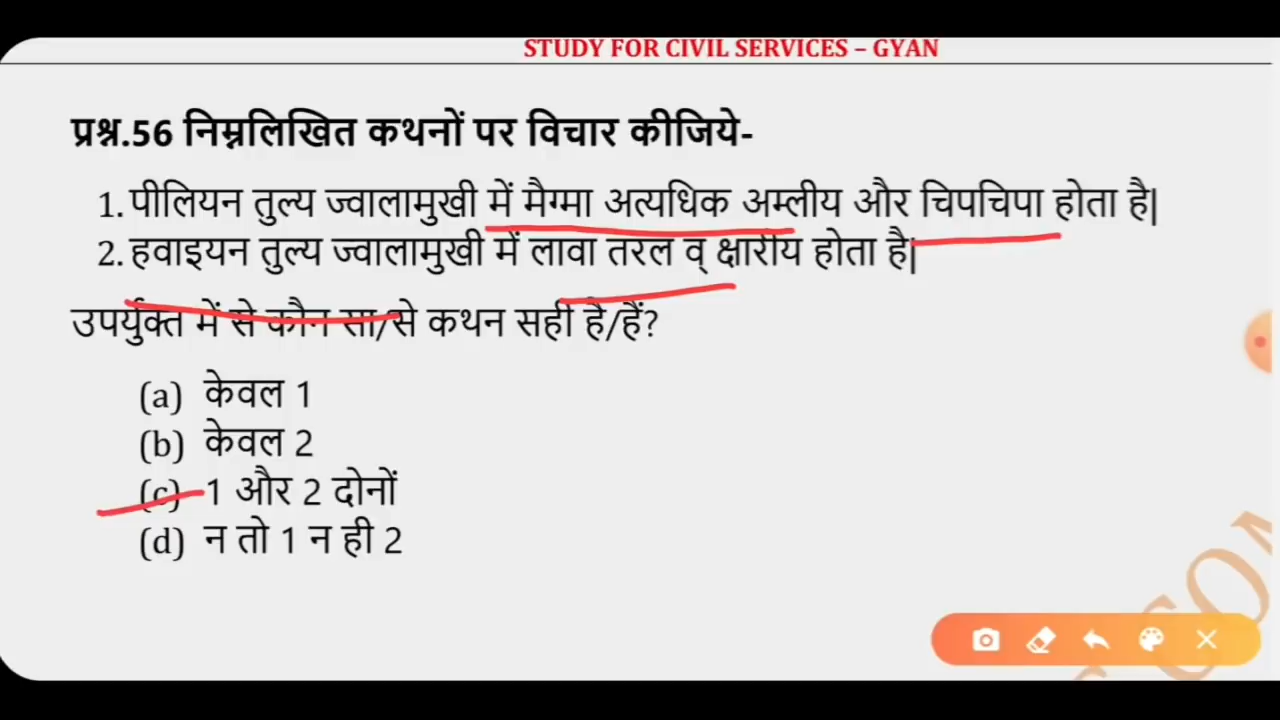 STUDY FOR CIVIL SERVICES – GYAN
प्रश्न.56 निम्नलिखित कथनों पर विचार कीजिये-
1. पीलियन तुल्य ज्वालामुखी में मैग्मा अत्यधिक अम्लीय और चिपचिपा होता है|
2. हवाइयन तुल्य ज्वालामुखी में लावा तरल व् क्षारीय होता है|
उपर्युक्त में से कौन सा/से कथन सही है/हैं?
(a) केवल 1
(b) केवल 2
(c) 1 और 2 दोनों
(d) न तो 1 न ही 2